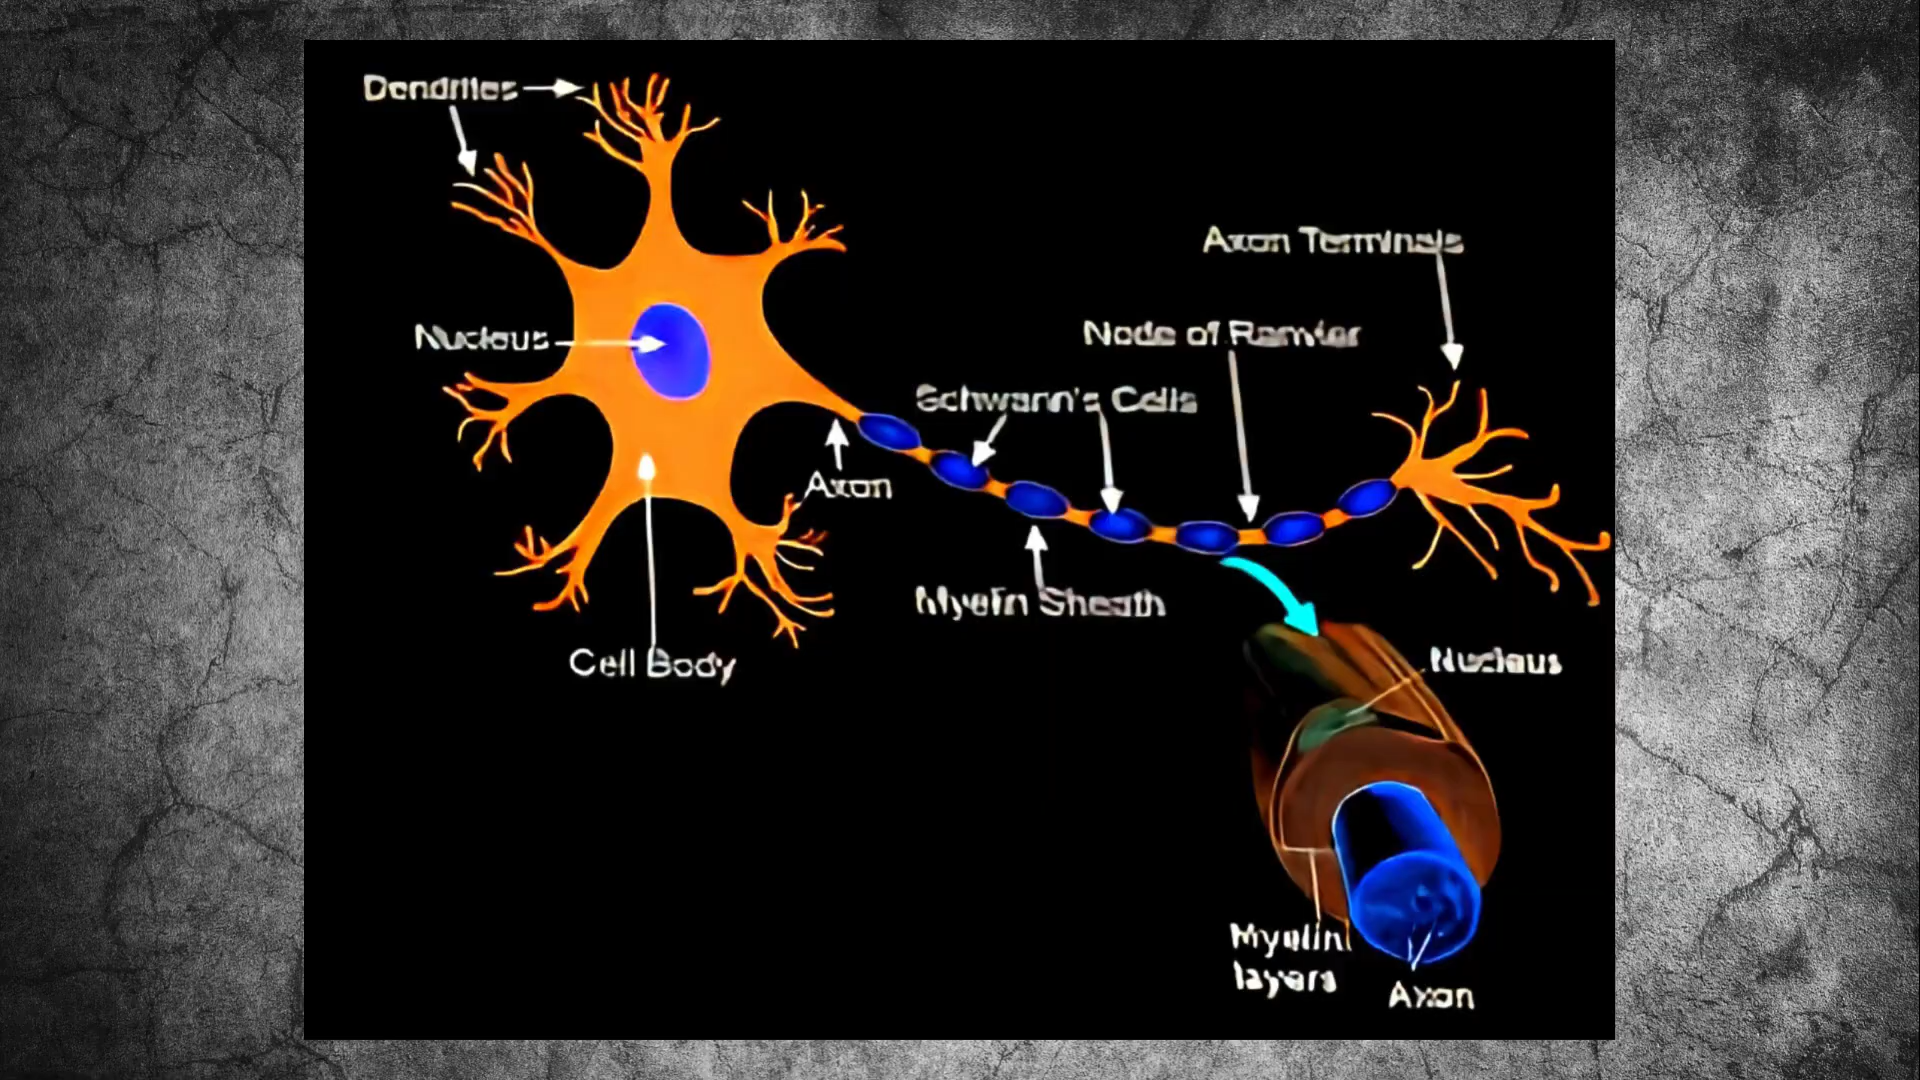 Dendrites
Axon Terminals
Nucleus
Node of Ranvier
Schwann's Cells
Axon
Myelin Sheath
Cell Body
Nucleus
Myelin
layers
Axon